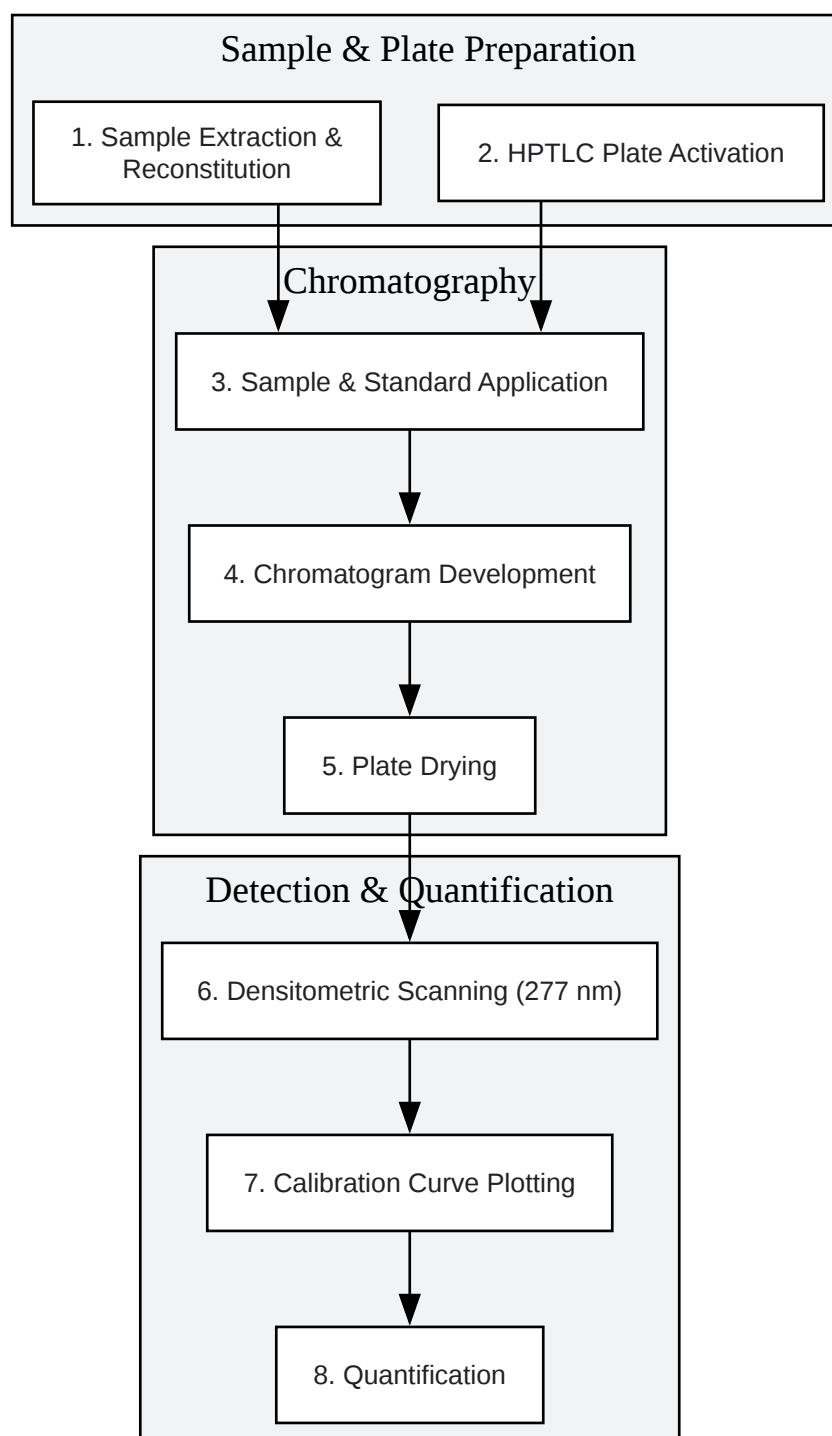 Sample & Plate Preparation
1. Sample Extraction &
Reconstitution
2. HPTLC Plate Activation
Chromatography
3. Sample & Standard Application
4. Chromatogram Development
5. Plate Drying
Detection & Quantification
6. Densitometric Scanning (277 nm)
7. Calibration Curve Plotting
8. Quantification